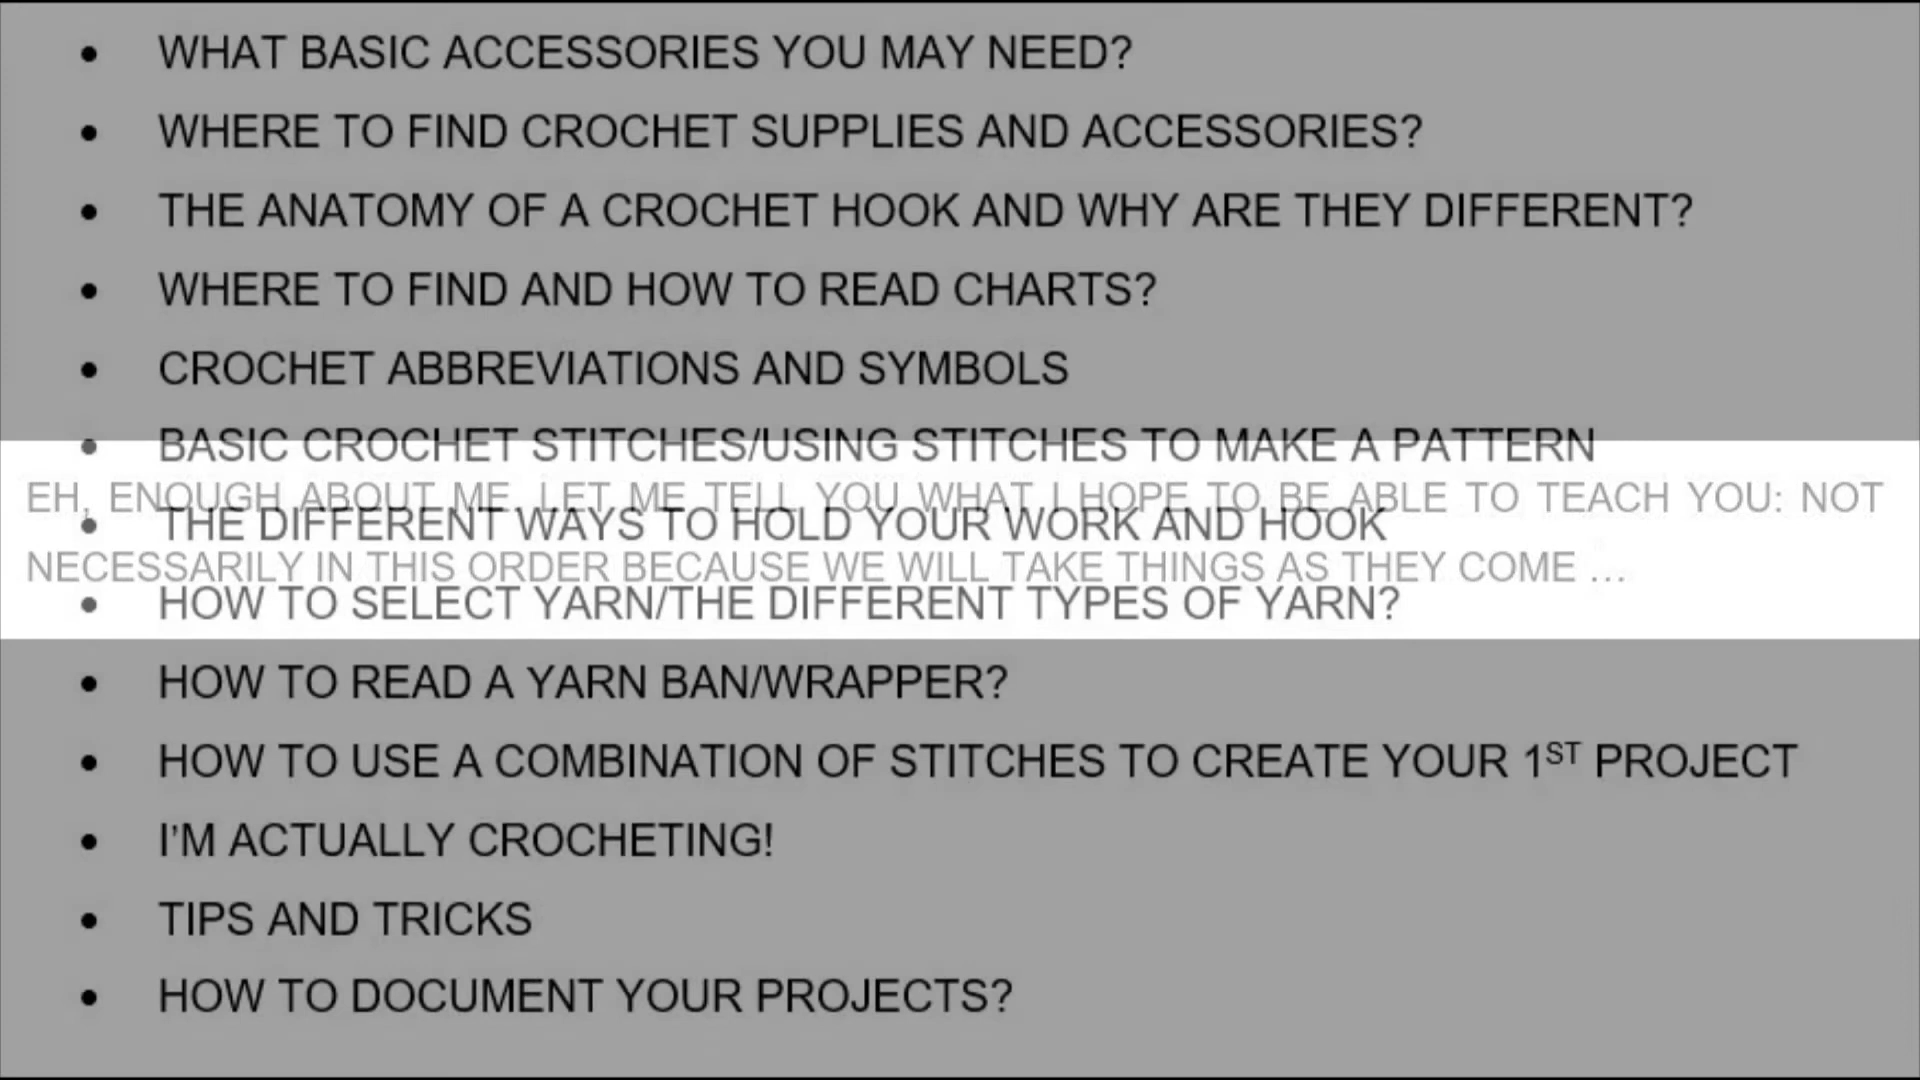 • WHAT BASIC ACCESSORIES YOU MAY NEED?
• WHERE TO FIND CROCHET SUPPLIES AND ACCESSORIES?
• THE ANATOMY OF A CROCHET HOOK AND WHY ARE THEY DIFFERENT?
• WHERE TO FIND AND HOW TO READ CHARTS?
• CROCHET ABBREVIATIONS AND SYMBOLS
• BASIC CROCHET STITCHES/USING STITCHES TO MAKE A PATTERN
EH, ENOUGH ABOUT ME. LET ME TELL YOU WHAT I HOPE TO BE ABLE TO TEACH YOU: NOT
• THE DIFFERENT WAYS TO HOLD YOUR WORK AND HOOK
NECESSARILY IN THIS ORDER BECAUSE WE WILL TAKE THINGS AS THEY COME …
• HOW TO SELECT YARN/THE DIFFERENT TYPES OF YARN?
• HOW TO READ A YARN BAN/WRAPPER?
• HOW TO USE A COMBINATION OF STITCHES TO CREATE YOUR 1ST PROJECT
• I'M ACTUALLY CROCHETING!
• TIPS AND TRICKS
• HOW TO DOCUMENT YOUR PROJECTS?